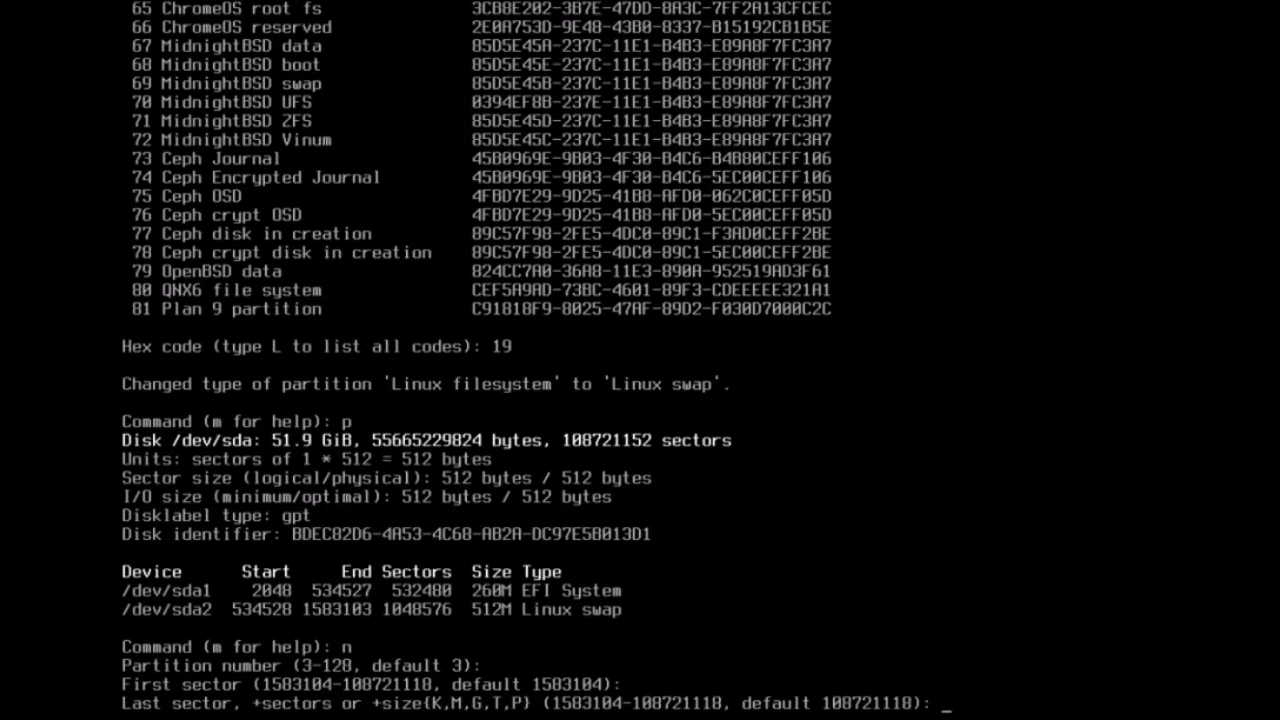 65 ChromeOS root fs 3CB8E202-3B7E-47DD-8A3C-7FF2A13CFCEC
66 ChromeOS reserved 2E0A753D-9E48-43B0-8337-B15192CB1B5E
67 MidnightBSD data 85D5E45A-237C-11E1-B4B3-E89A8F7FC3A7
68 MidnightBSD boot 85D5E45E-237C-11E1-B4B3-E89A8F7FC3A7
69 MidnightBSD swap 85D5E45B-237C-11E1-B4B3-E89A8F7FC3A7
70 MidnightBSD UFS 0394EF8B-237E-11E1-B4B3-E89A8F7FC3A7
71 MidnightBSD ZFS 85D5E45D-237C-11E1-B4B3-E89A8F7FC3A7
72 MidnightBSD Vinum 85D5E45C-237C-11E1-B4B3-E89A8F7FC3A7
73 Ceph Journal 45B0969E-9B03-4F30-B4C6-B4B80CEFF106
74 Ceph Encrypted Journal 45B0969E-9B03-4F30-B4C6-5EC00CEFF106
75 Ceph OSD 4FBD7E29-9D25-41B8-AFD0-062C0CEFF05D
76 Ceph crypt OSD 4FBD7E29-9D25-41B8-AFD0-5EC00CEFF05D
77 Ceph disk in creation 89C57F98-2FE5-4DC0-89C1-F3AD0CEFF2BE
78 Ceph crypt disk in creation 89C57F98-2FE5-4DC0-89C1-5EC00CEFF2BE
79 OpenBSD data 824CC7A0-36A8-11E3-890A-952519AD3F61
80 QNX6 file system CEF5A9AD-73BC-4601-89F3-CDEEEEE321A1
81 Plan 9 partition C91818F9-8025-47AF-89D2-F030D7000C2C
Hex code (type L to list all codes): 19
Changed type of partition 'Linux filesystem' to 'Linux swap'.
Command (m for help): p
Disk /dev/sda: 51.9 GiB, 55665229824 bytes, 108721152 sectors
Units: sectors of 1 * 512 = 512 bytes
Sector size (logical/physical): 512 bytes / 512 bytes
I/O size (minimum/optimal): 512 bytes / 512 bytes
Disklabel type: gpt
Disk identifier: BDEC82D6-4A53-4C68-AB2A-DC97E5B013D1
Device Start End Sectors Size Type
/dev/sda1 2048 534527 532480 260M EFI System
/dev/sda2 534528 1583103 1048576 512M Linux swap
Command (m for help): n
Partition number (3-128, default 3):
First sector (1583104-108721118, default 1583104):
Last sector, +sectors or +size{K,M,G,T,P} (1583104-108721118, default 108721118): _